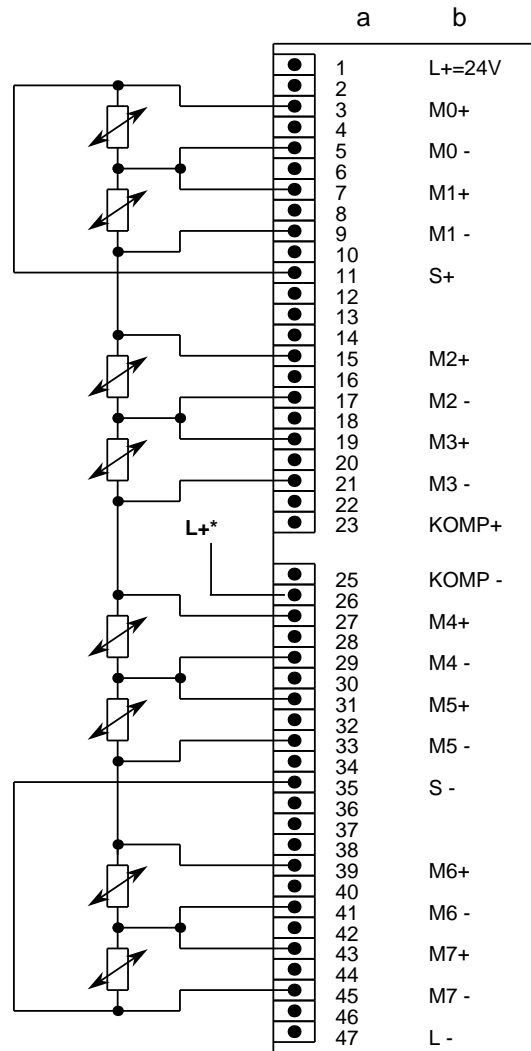 a b
1 L+=24V
2
3 M0+
4
5 M0 -
6
7 M1+
8
9 M1 -
10
11 S+
12
13
14
15 M2+
16
17 M2 -
18
19 M3+
20
21 M3 -
22
23 KOMP+
L+*
25 KOMP -
26
27 M4+
28
29 M4 -
30
31 M5+
32
33 M5 -
34
35 S -
36
37
38
39 M6+
40
41 M6 -
42
43 M7+
44
45 M7 -
46
47 L -